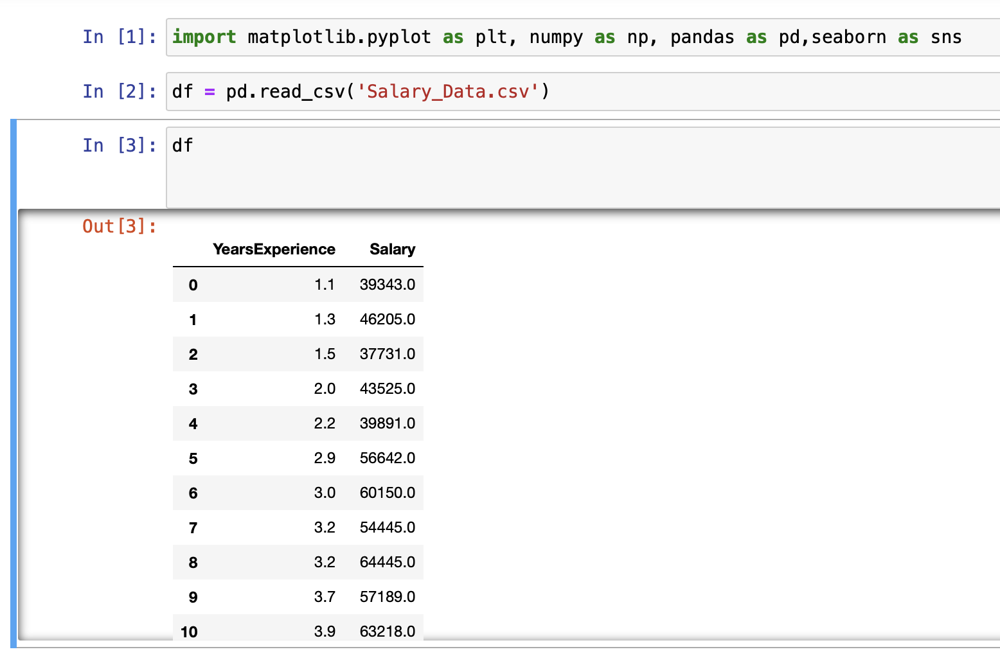 In [1]: import matplotlib.pyplot as plt, numpy as np, pandas as pd,seaborn as sns
In [2]: df = pd.read_csv('Salary_Data.csv')
In [3]: df
Out[3]:
YearsExperience Salary
0 1.1 39343.0
1 1.3 46205.0
2 1.5 37731.0
3 2.0 43525.0
4 2.2 39891.0
5 2.9 56642.0
6 3.0 60150.0
7 3.2 54445.0
8 3.2 64445.0
9 3.7 57189.0
10 3.9 63218.0